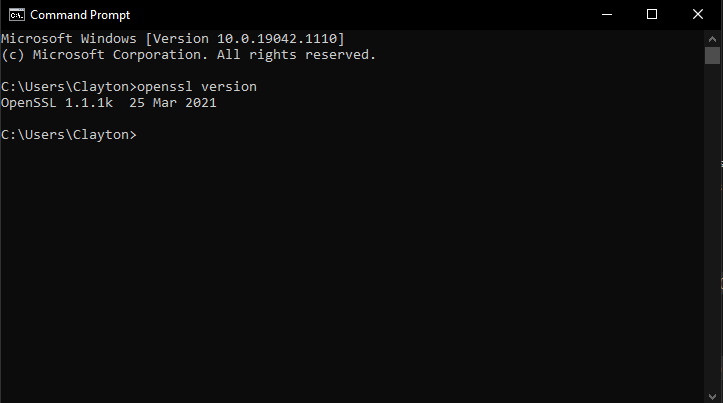 Command Prompt
Microsoft Windows [Version 10.0.19042.1110]
(c) Microsoft Corporation. All rights reserved.
C:\Users\Clayton>openssl version
OpenSSL 1.1.1k  25 Mar 2021
C:\Users\Clayton>